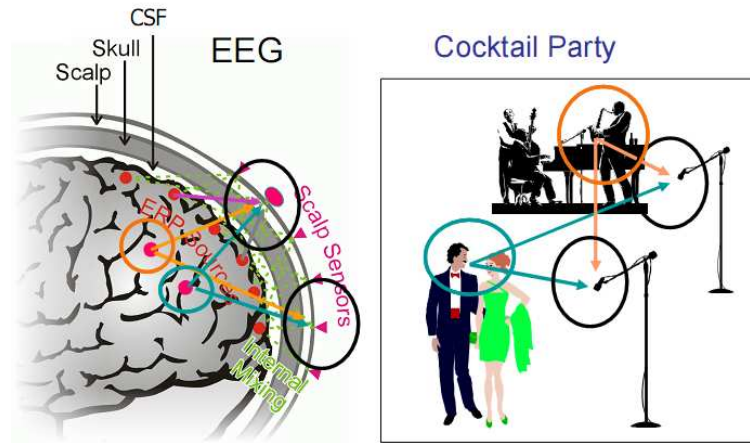 CSF
Skull
Scalp
EEG
ERP Sources
Scalp Sensors
Internal
Mixing
Cocktail Party